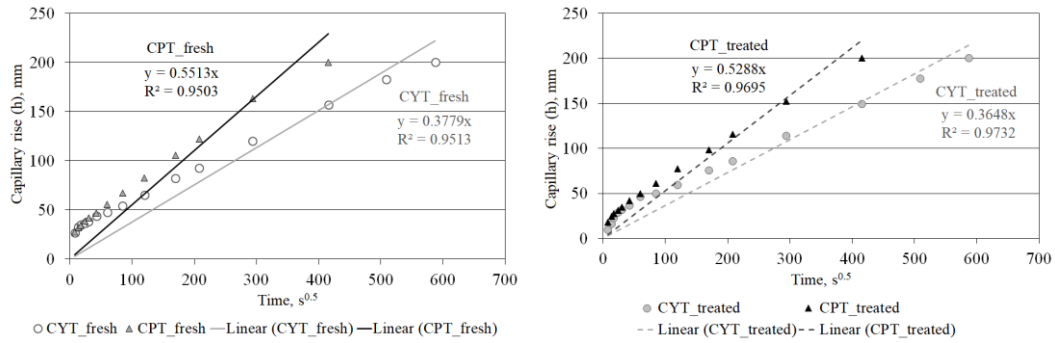 250
200
150
100
50
0
Capillary rise (h), mm
CPT_fresh
y = 0.5513x
R² = 0.9503
CYT_fresh
y = 0.3779x
R² = 0.9513
0 100 200 300 400 500 600 700
Time, s^0.5
CYT_fresh CPT_fresh Linear (CYT_fresh) Linear (CPT_fresh)
250
200
150
100
50
0
Capillary rise (h), mm
CPT_treated
y = 0.5288x
R² = 0.9695
CYT_treated
y = 0.3648x
R² = 0.9732
0 100 200 300 400 500 600 700
Time, s^0.5
CYT_treated CPT_treated
Linear (CYT_treated) Linear (CPT_treated)